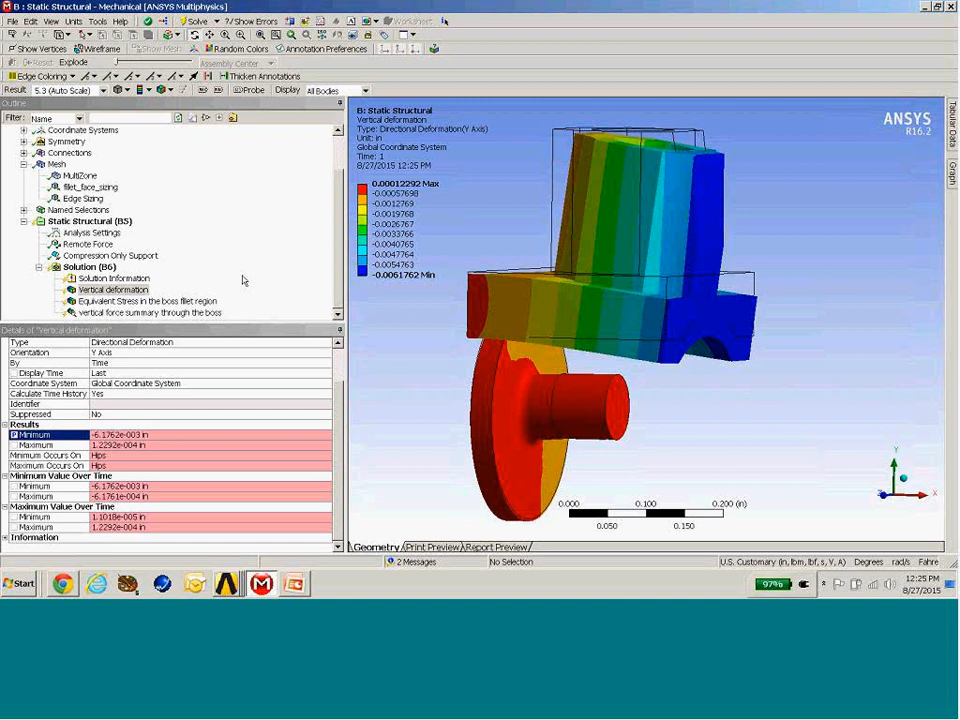 B : Static Structural - Mechanical [ANSYS Multiphysics]
File Edit View Units Tools Help Solve ?/Show Errors Worksheet
Show Vertices Wireframe Show Mesh Random Colors Annotation Preferences
Reset Explode Assembly Center
Edge Coloring Thicken Annotations
Result 5.3 (Auto Scale) Probe Display All Bodies
Outline
Filter: Name
Coordinate Systems
Symmetry
Connections
Mesh
MultiZone
fillet_face_sizing
Edge Sizing
Named Selections
Static Structural (B5)
Analysis Settings
Remote Force
Compression Only Support
Solution (B6)
Solution Information
Vertical deformation
Equivalent Stress in the boss fillet region
vertical force summary through the boss
Details of "Vertical deformation"
Type Directional Deformation
Orientation Y Axis
By Time
Display Time Last
Coordinate System Global Coordinate System
Calculate Time History Yes
Identifier
Suppressed No
Results
P Minimum -6.1762e-003 in
Maximum 1.2292e-004 in
Minimum Occurs On Hips
Maximum Occurs On Hips
Minimum Value Over Time
Minimum -6.1762e-003 in
Maximum -6.1761e-004 in
Maximum Value Over Time
Minimum 1.1018e-005 in
Maximum 1.2292e-004 in
Information
B: Static Structural
Vertical deformation
Type: Directional Deformation(Y Axis)
Unit: in
Global Coordinate System
Time: 1
8/27/2015 12:25 PM
0.00012292 Max
-0.00057698
-0.0012769
-0.0019768
-0.0026767
-0.0033766
-0.0040765
-0.0047764
-0.0054763
-0.0061762 Min
ANSYS
R16.2
Tabular Data
Graph
0.000 0.100 0.200 (in)
0.050 0.150
Y
Z X
Geometry Print Preview Report Preview
2 Messages No Selection U.S. Customary (in, lbm, lbf, s, V, A) Degrees rad/s Fahre
Start 97% 12:25 PM
8/27/2015